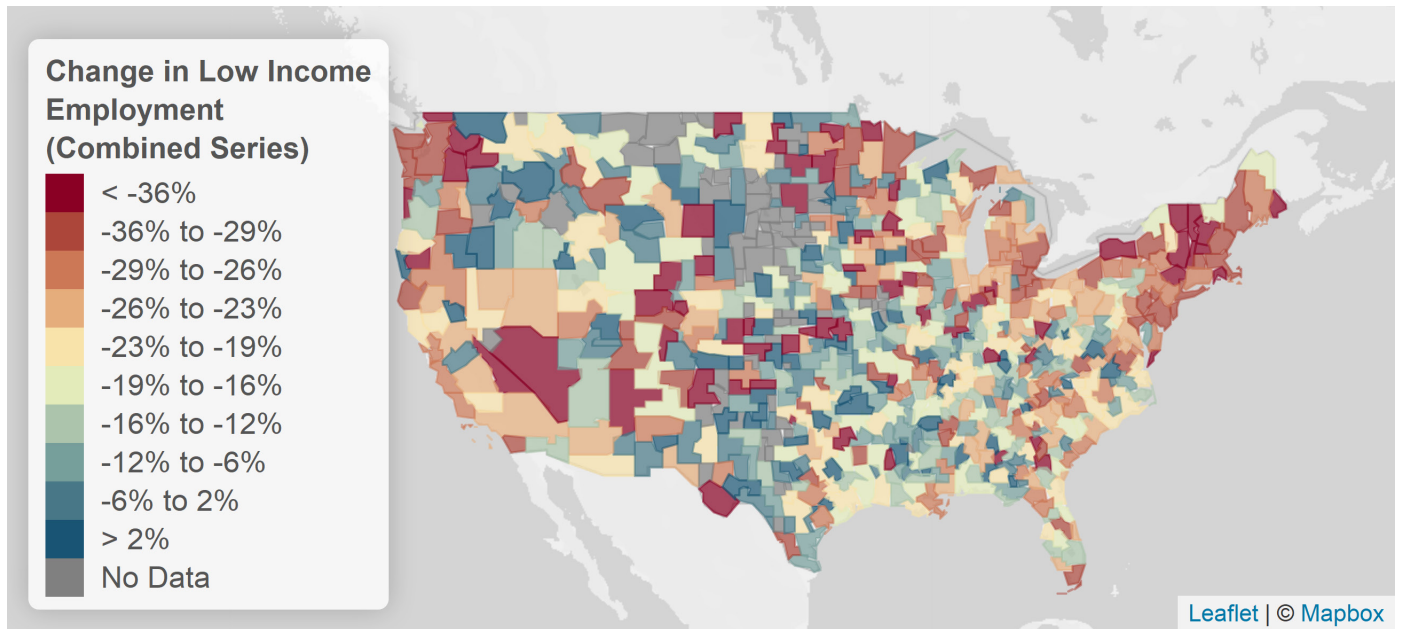 Change in Low Income
Employment
(Combined Series)
< -36%
-36% to -29%
-29% to -26%
-26% to -23%
-23% to -19%
-19% to -16%
-16% to -12%
-12% to -6%
-6% to 2%
> 2%
No Data
Leaflet | © Mapbox